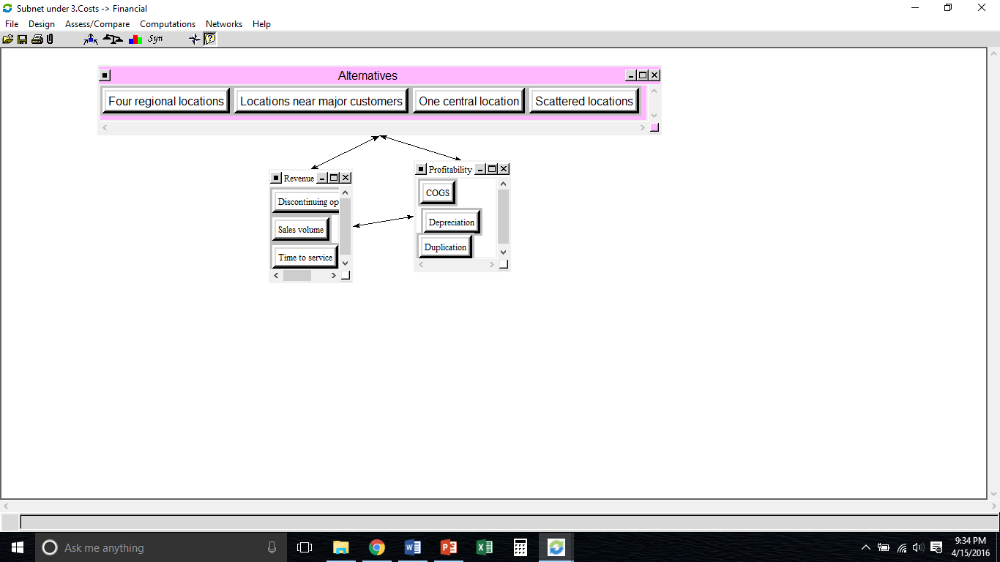 Subnet under 3.Costs -> Financial
File Design Assess/Compare Computations Networks Help
Syn
Alternatives
Four regional locations Locations near major customers One central location Scattered locations
Revenue
Discontinuing op
Sales volume
Time to service
Profitability
COGS
Depreciation
Duplication
Ask me anything
9:34 PM
4/15/2016